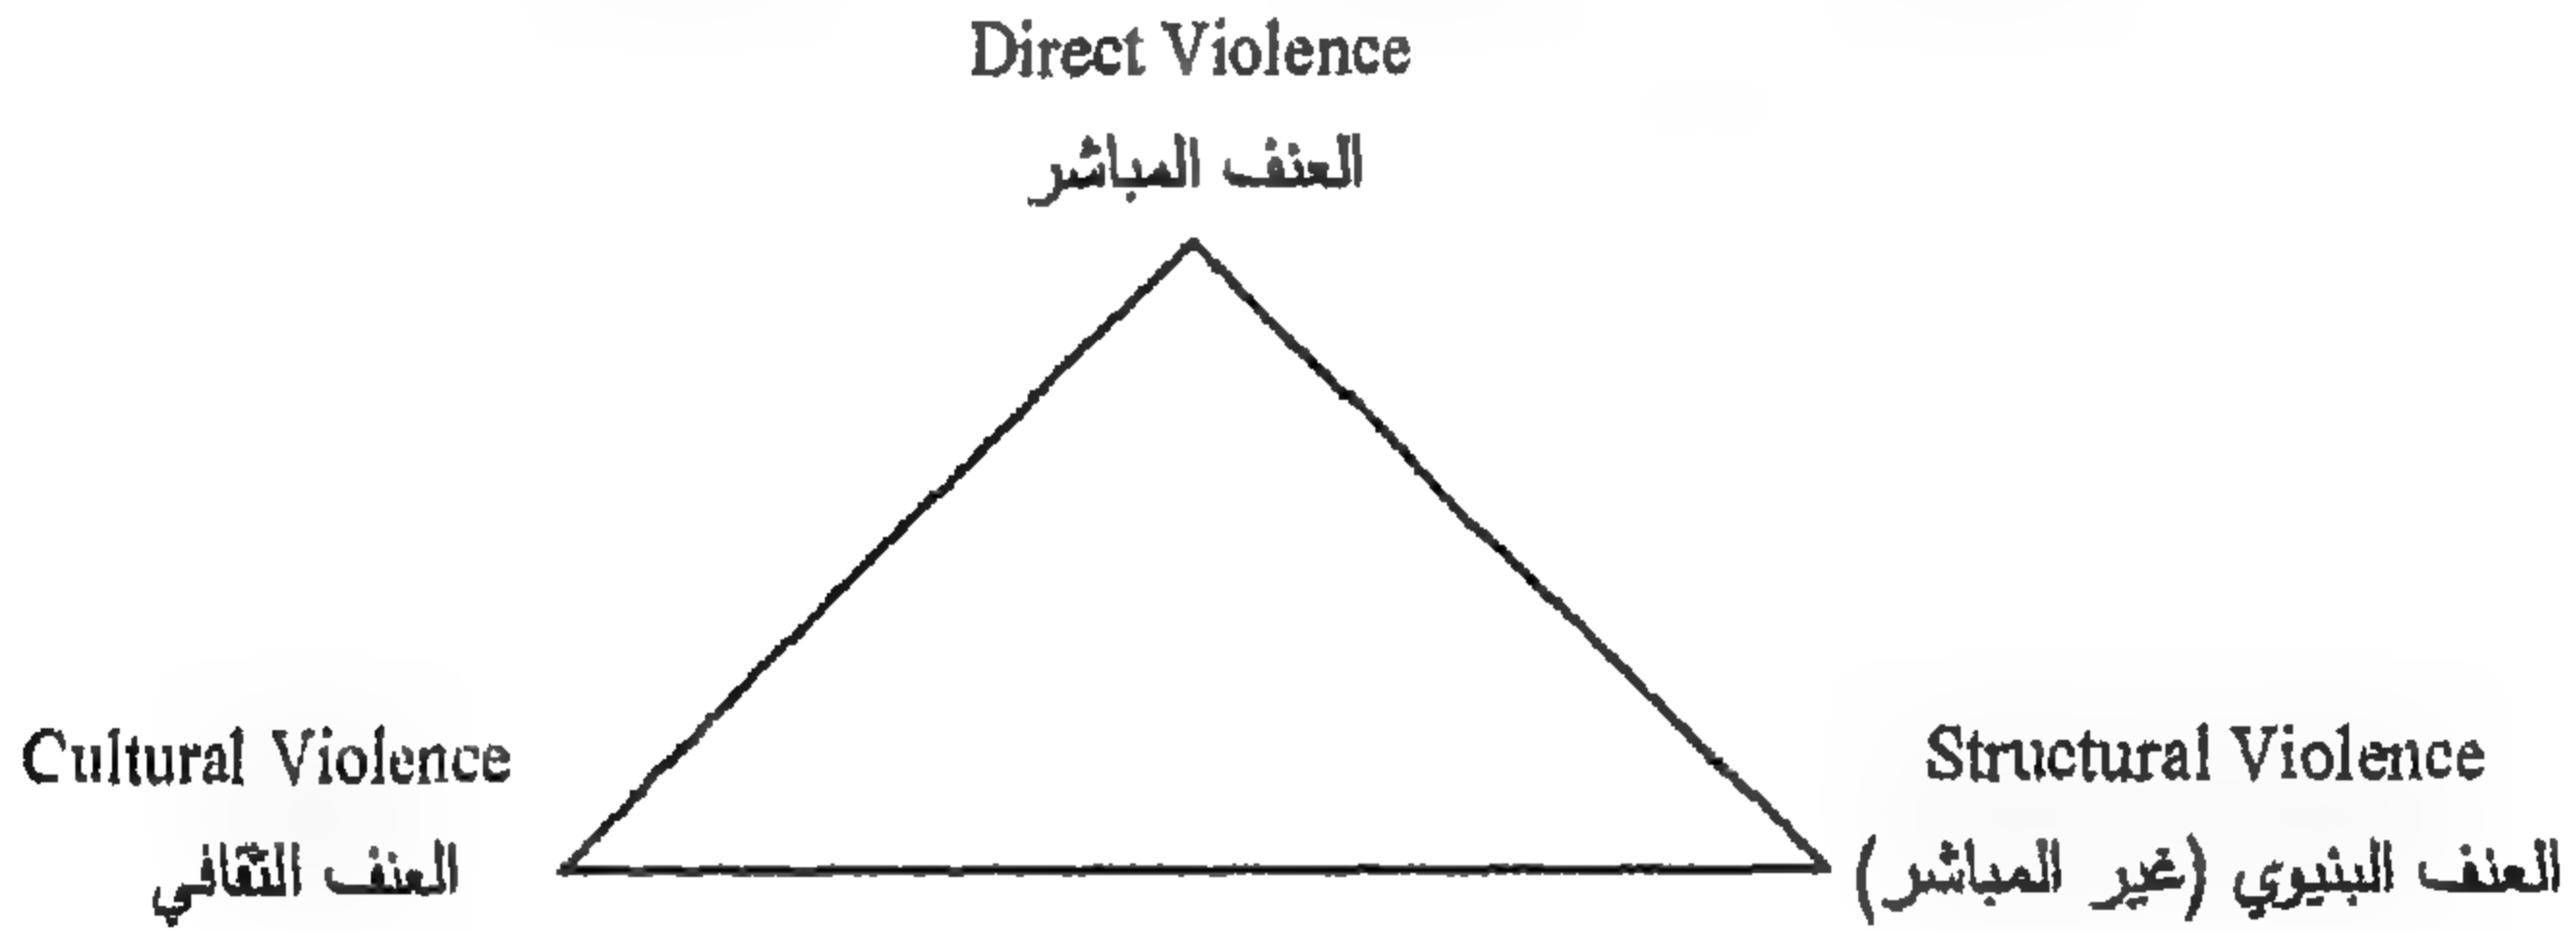 Direct Violence
العنف المباشر
Cultural Violence
العنف الثقافي
Structural Violence
العنف البنيوي (غير المباشر)